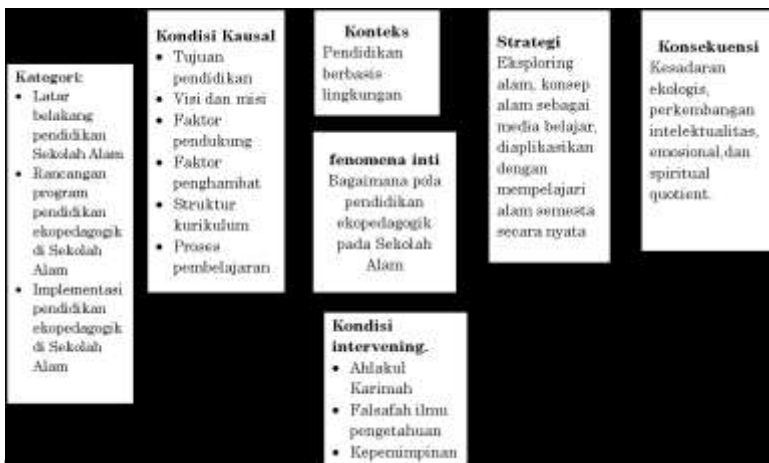 Kategori:
• Latar
belakang
pendidikan
Sekolah Alam
• Rancangan
program
pendidikan
ekopedagogik
di Sekolah
Alam
• Implementasi
pendidikan
ekopedagogik
di Sekolah
Alam
Kondisi Kausal
• Tujuan
pendidikan
• Visi dan misi
• Faktor
pendukung
• Faktor
penghambat
• Struktur
kurikulum
• Proses
pembelajaran
Konteks
Pendidikan
berbasis
lingkungan
fenomena inti
Bagaimana pola
pendidikan
ekopedagogik
pada Sekolah
Alam
Kondisi
intervening.
• Ahlakul
Karimah
• Falsafah ilmu
pengetahuan
• Kepemimpinan
Strategi
Eksploring
alam, konsep
alam sebagai
media belajar,
diaplikasikan
dengan
mempelajari
alam semesta
secara nyata
Konsekuensi
Kesadaran
ekologis,
perkembangan
intelektualitas,
emosional,dan
spiritual
quotient.